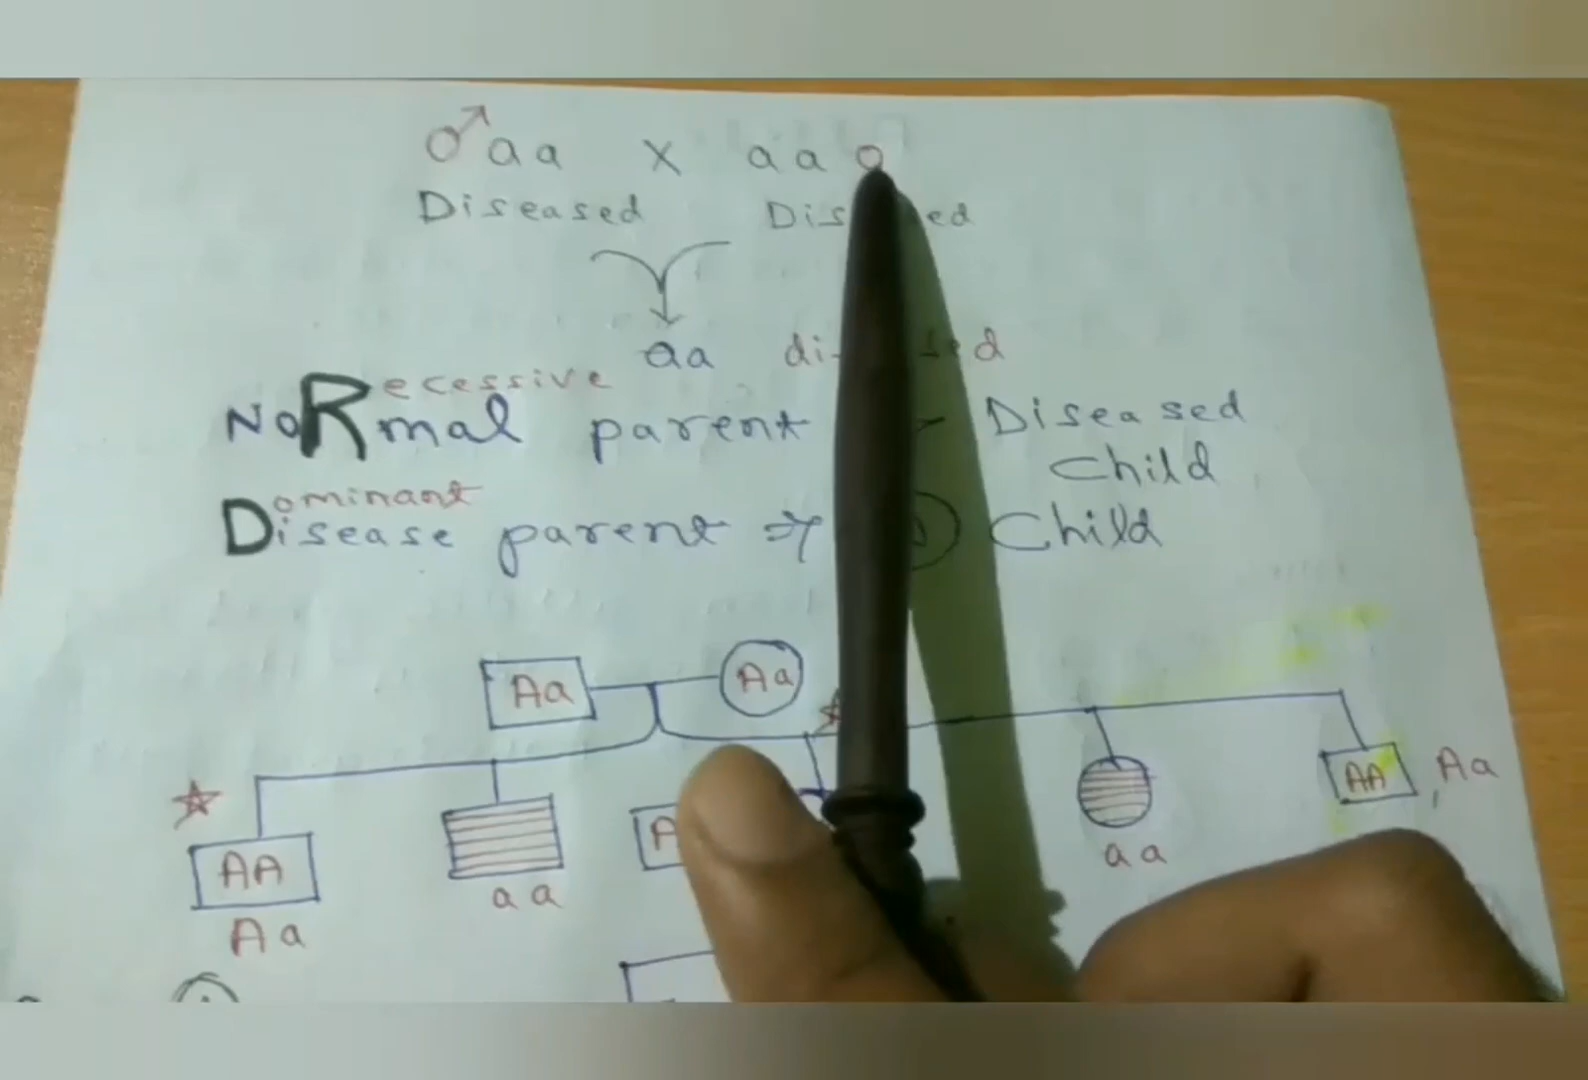 ♂aa X aa
Diseased
aa
Recessive
NoRmal parent Diseased
Child
Dominant
Disease parent ⇒ Child
Aa Aa
AA
aa
AA , Aa
aa
Aa